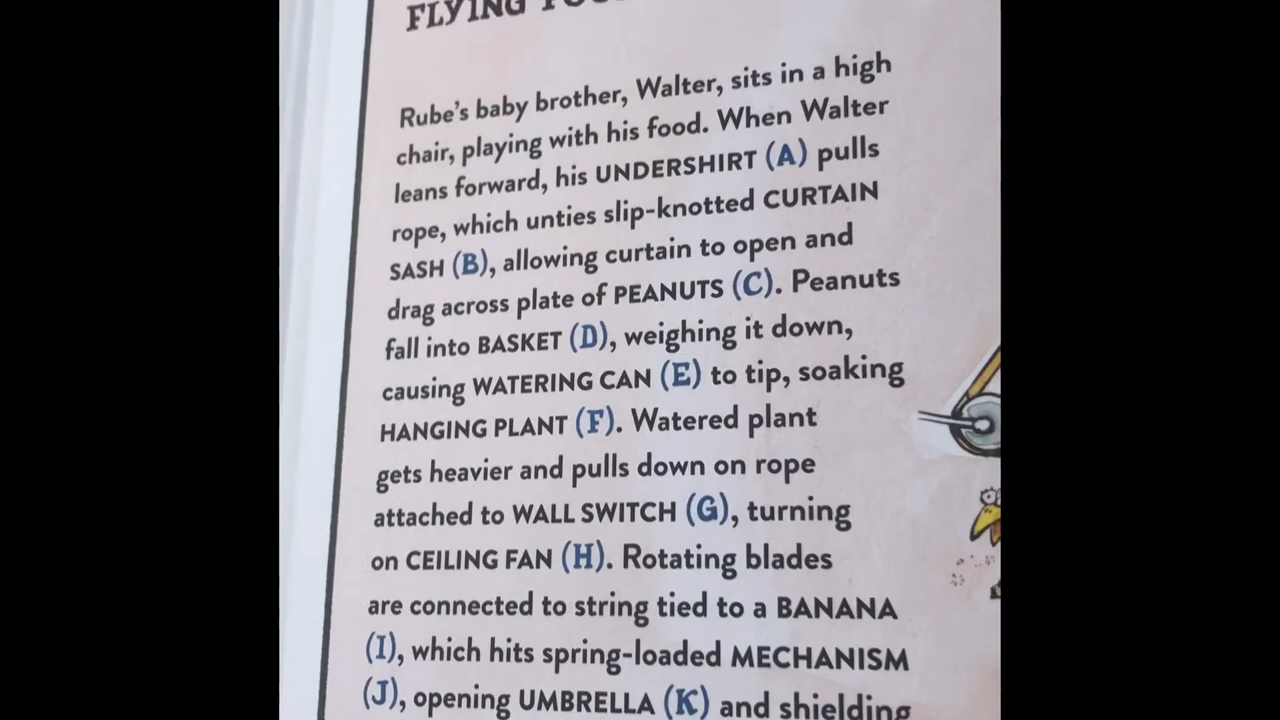 FLYING
Rube's baby brother, Walter, sits in a high
chair, playing with his food. When Walter
leans forward, his UNDERSHIRT (A) pulls
rope, which unties slip-knotted CURTAIN
SASH (B), allowing curtain to open and
drag across plate of PEANUTS (C). Peanuts
fall into BASKET (D), weighing it down,
causing WATERING CAN (E) to tip, soaking
HANGING PLANT (F). Watered plant
gets heavier and pulls down on rope
attached to WALL SWITCH (G), turning
on CEILING FAN (H). Rotating blades
are connected to string tied to a BANANA
(I), which hits spring-loaded MECHANISM
(J), opening UMBRELLA (K) and shielding